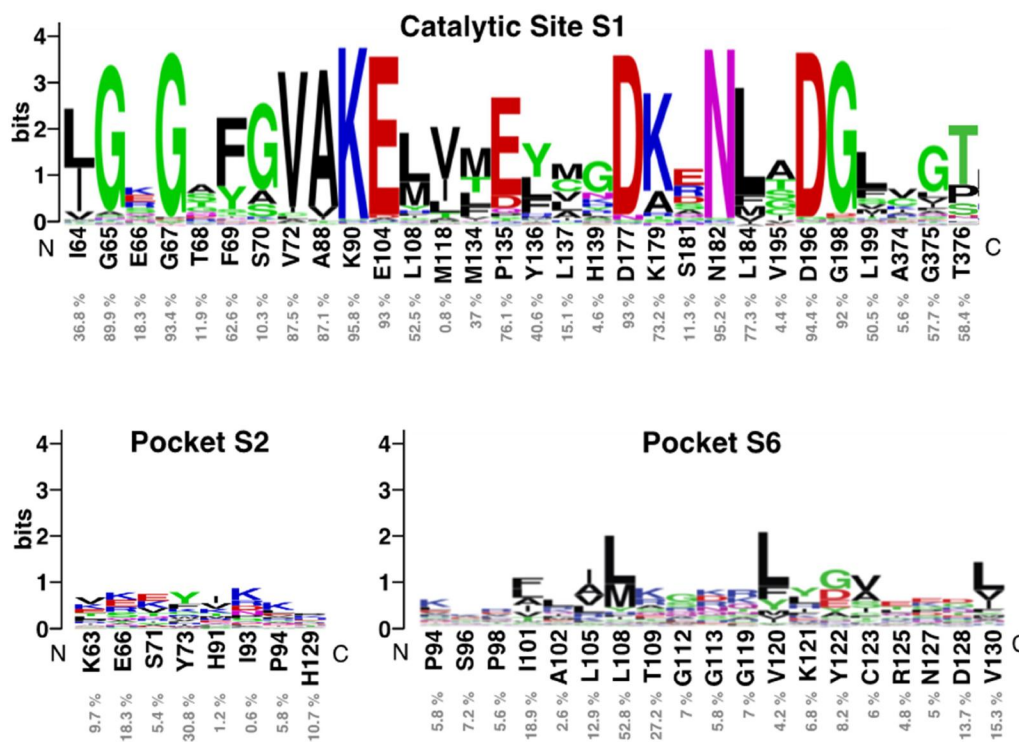 Catalytic Site S1
bits
4
3
2
1
0
N
I64 G65 E66 G67 T68 F69 S70 V72 A88 K90 E104 L108 M118 M134 P135 Y136 L137 H139 D177 K179 S181 N182 L184 V195 D196 G198 L199 A374 G375 T376
C
36.8 % 89.9 % 18.3 % 93.4 % 11.9 % 62.6 % 10.3 % 87.5 % 87.1 % 95.8 % 93 % 52.5 % 0.8 % 37 % 76.1 % 40.6 % 15.1 % 4.6 % 93 % 73.2 % 11.3 % 95.2 % 77.3 % 4.4 % 94.4 % 92 % 50.5 % 5.6 % 57.7 % 58.4 %
Pocket S2
bits
4
3
2
1
0
N
K63 E66 S71 Y73 H91 I93 P94 H129
C
9.7 % 18.3 % 5.4 % 30.8 % 1.2 % 0.6 % 5.8 % 10.7 %
Pocket S6
4
3
2
1
0
N
P94 S96 P98 I101 A102 L105 L108 T109 G112 G113 G119 V120 K121 Y122 C123 R125 N127 D128 V130
C
5.8 % 7.2 % 5.6 % 18.9 % 2.6 % 12.9 % 52.8 % 27.2 % 7 % 5.8 % 7 % 4.2 % 6.8 % 8.2 % 6 % 4.8 % 5 % 13.7 % 15.3 %